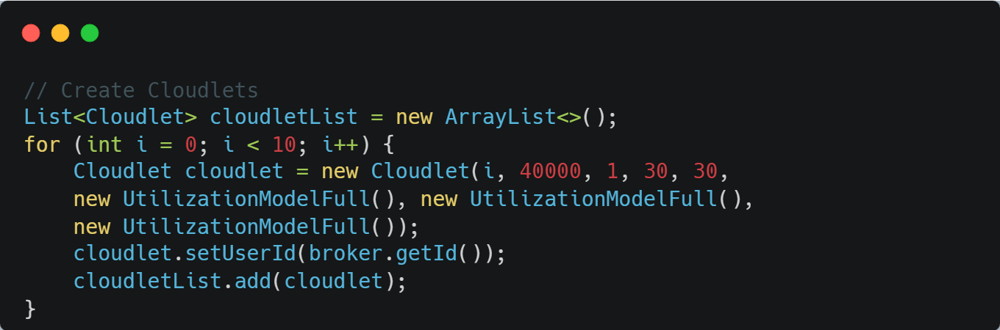 // Create Cloudlets
List<Cloudlet> cloudletList = new ArrayList<>();
for (int i = 0; i < 10; i++) {
    Cloudlet cloudlet = new Cloudlet(i, 40000, 1, 30, 30,
    new UtilizationModelFull(), new UtilizationModelFull(),
    new UtilizationModelFull());
    cloudlet.setUserId(broker.getId());
    cloudletList.add(cloudlet);
}